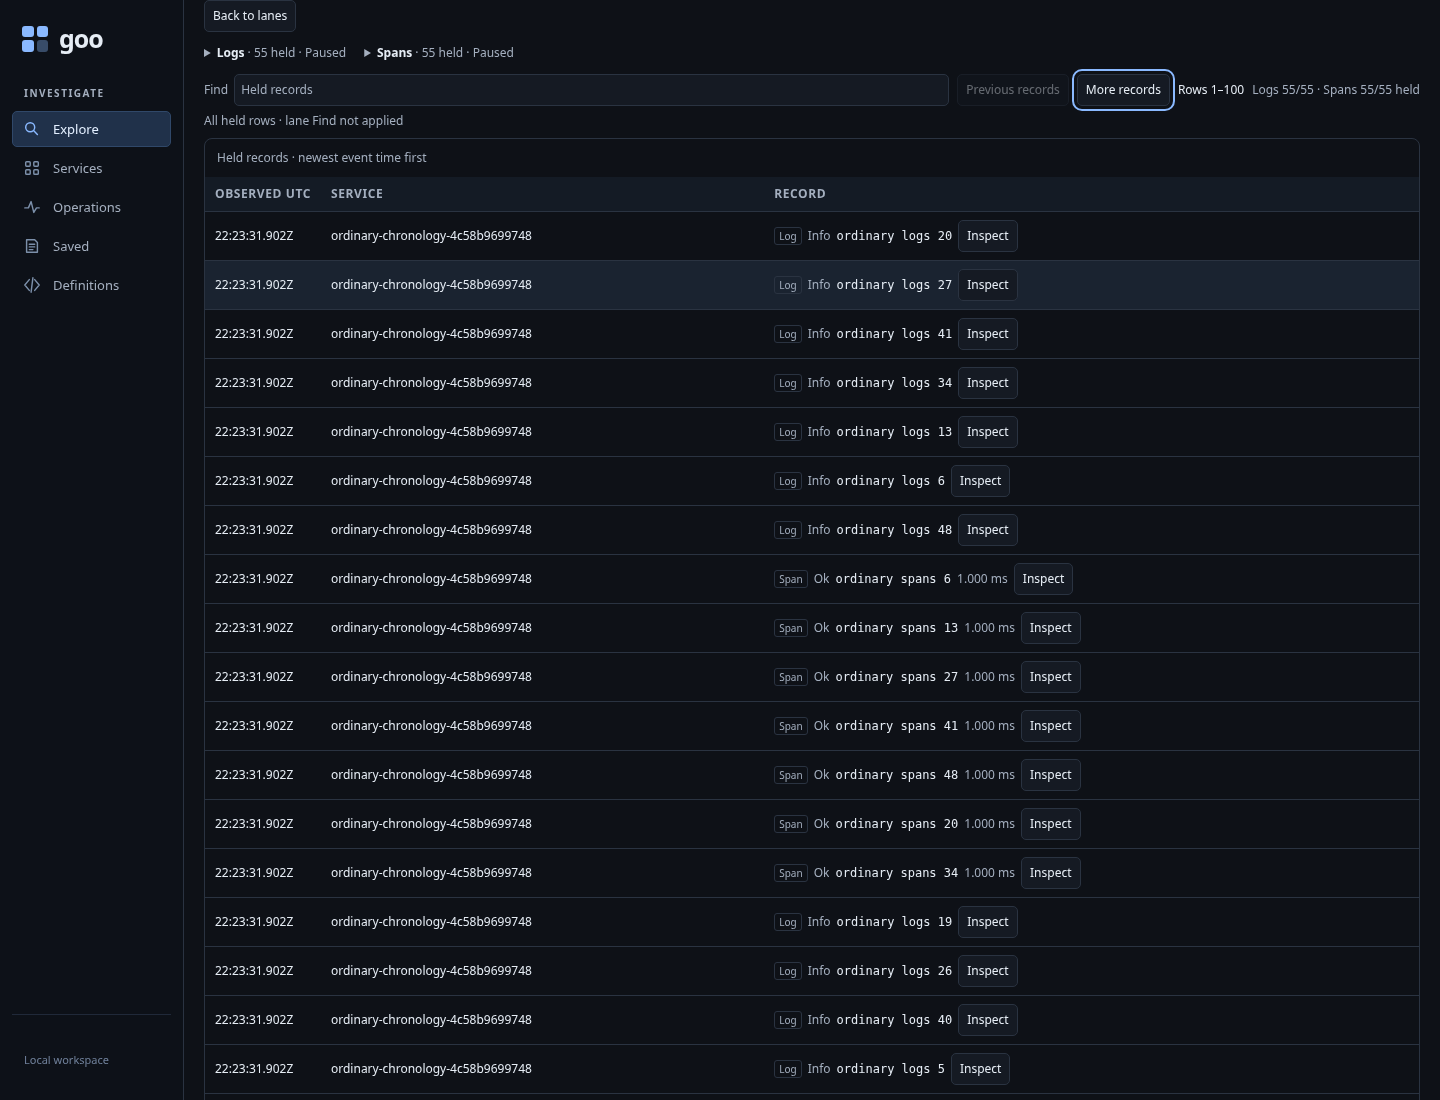 goo
INVESTIGATE
Explore
Services
Operations
Saved
Definitions
Local workspace
Back to lanes
Logs · 55 held · Paused Spans · 55 held · Paused
Find Held records Previous records More records Rows 1–100 Logs 55/55 · Spans 55/55 held
All held rows · lane Find not applied
Held records · newest event time first
OBSERVED UTC SERVICE RECORD
22:23:31.902Z ordinary-chronology-4c58b9699748 Log Info ordinary logs 20 Inspect
22:23:31.902Z ordinary-chronology-4c58b9699748 Log Info ordinary logs 27 Inspect
22:23:31.902Z ordinary-chronology-4c58b9699748 Log Info ordinary logs 41 Inspect
22:23:31.902Z ordinary-chronology-4c58b9699748 Log Info ordinary logs 34 Inspect
22:23:31.902Z ordinary-chronology-4c58b9699748 Log Info ordinary logs 13 Inspect
22:23:31.902Z ordinary-chronology-4c58b9699748 Log Info ordinary logs 6 Inspect
22:23:31.902Z ordinary-chronology-4c58b9699748 Log Info ordinary logs 48 Inspect
22:23:31.902Z ordinary-chronology-4c58b9699748 Span Ok ordinary spans 6 1.000 ms Inspect
22:23:31.902Z ordinary-chronology-4c58b9699748 Span Ok ordinary spans 13 1.000 ms Inspect
22:23:31.902Z ordinary-chronology-4c58b9699748 Span Ok ordinary spans 27 1.000 ms Inspect
22:23:31.902Z ordinary-chronology-4c58b9699748 Span Ok ordinary spans 41 1.000 ms Inspect
22:23:31.902Z ordinary-chronology-4c58b9699748 Span Ok ordinary spans 48 1.000 ms Inspect
22:23:31.902Z ordinary-chronology-4c58b9699748 Span Ok ordinary spans 20 1.000 ms Inspect
22:23:31.902Z ordinary-chronology-4c58b9699748 Span Ok ordinary spans 34 1.000 ms Inspect
22:23:31.902Z ordinary-chronology-4c58b9699748 Log Info ordinary logs 19 Inspect
22:23:31.902Z ordinary-chronology-4c58b9699748 Log Info ordinary logs 26 Inspect
22:23:31.902Z ordinary-chronology-4c58b9699748 Log Info ordinary logs 40 Inspect
22:23:31.902Z ordinary-chronology-4c58b9699748 Log Info ordinary logs 5 Inspect